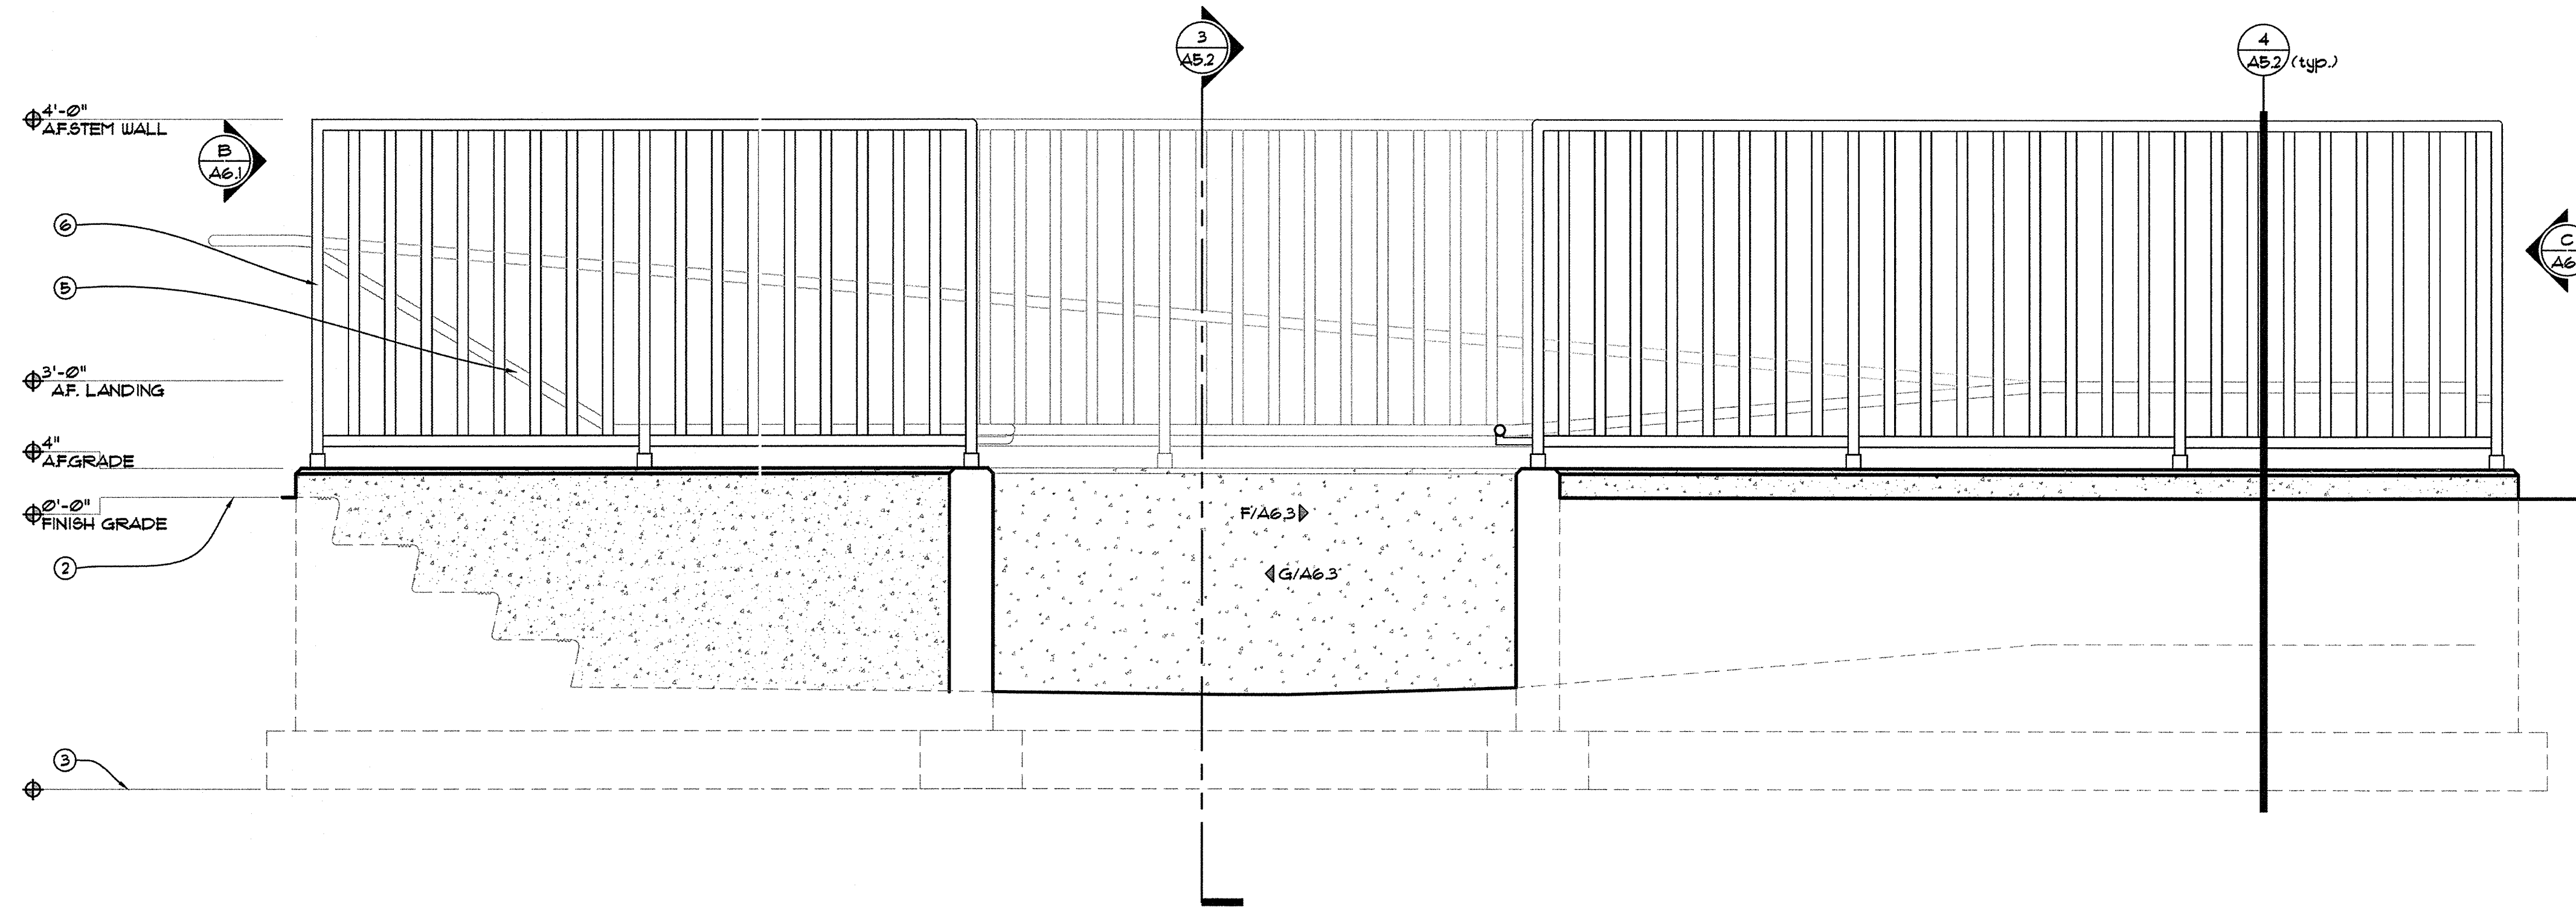 3
A5.2
4
A5.2 (typ.)
4'-0"
A.F.STEM WALL
B
A6.1
6
C
A6
5
3'-0"
A.F. LANDING
4"
A.F.GRADE
0'-0"
FINISH GRADE
F/A6.3
2
G/A6.3
3